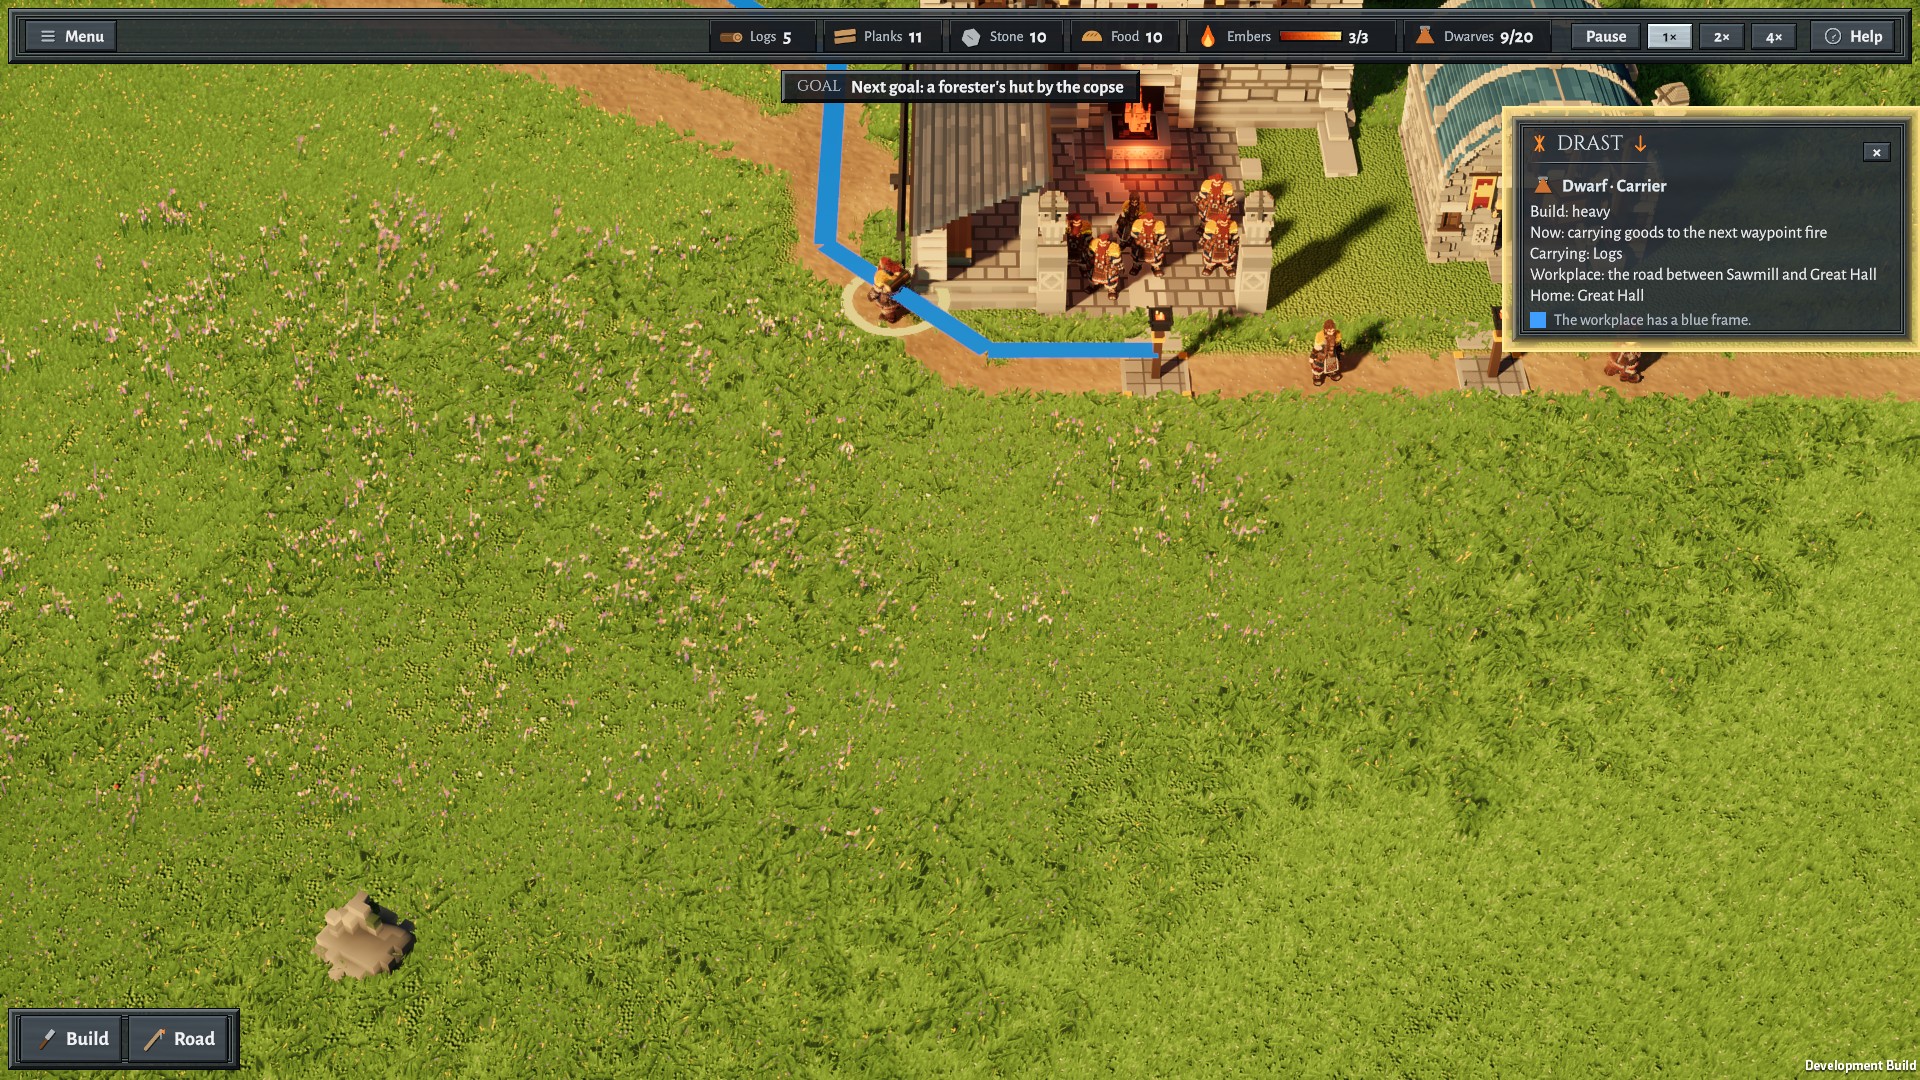 Menu
Logs 5
Planks 11
Stone 10
Food 10
Embers 3/3
Dwarves 9/20
Pause
1×
2×
4×
Help
GOAL Next goal: a forester's hut by the copse
DRAST
×
Dwarf · Carrier
Build: heavy
Now: carrying goods to the next waypoint fire
Carrying: Logs
Workplace: the road between Sawmill and Great Hall
Home: Great Hall
The workplace has a blue frame.
Build
Road
Development Build